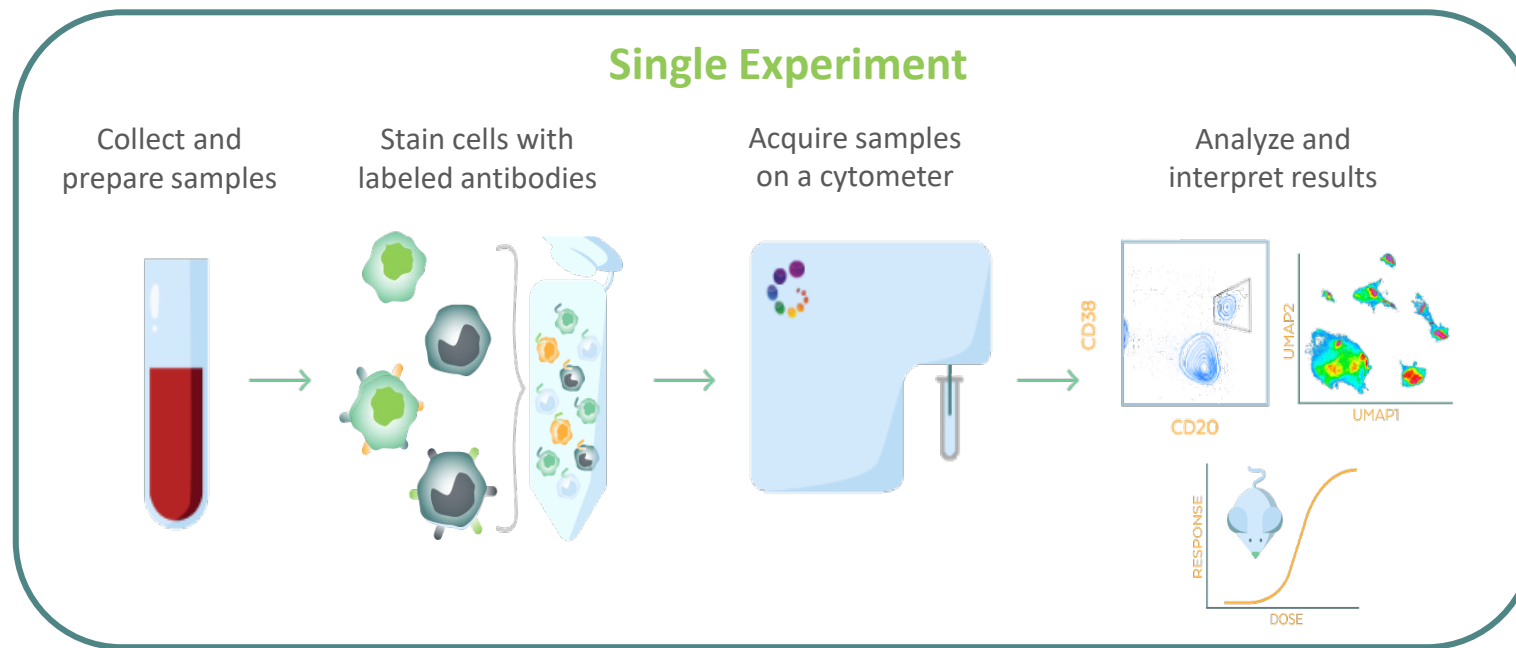 Single Experiment
Collect and
prepare samples
Stain cells with
labeled antibodies
Acquire samples
on a cytometer
Analyze and
interpret results
CD38
CD20
UMAP2
UMAP1
RESPONSE
DOSE